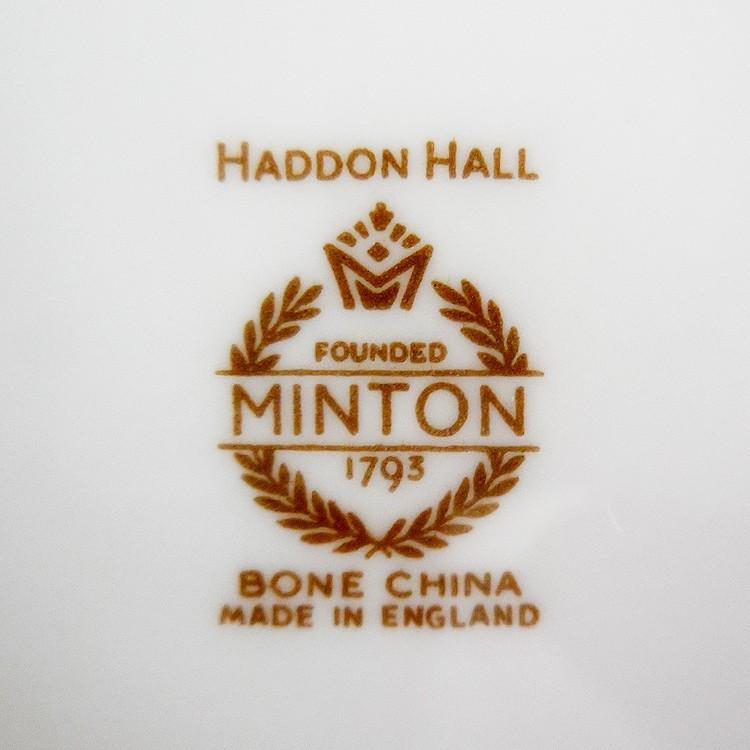 HADDON HALL
M
FOUNDED
MINTON
1793
BONE CHINA
MADE IN ENGLAND